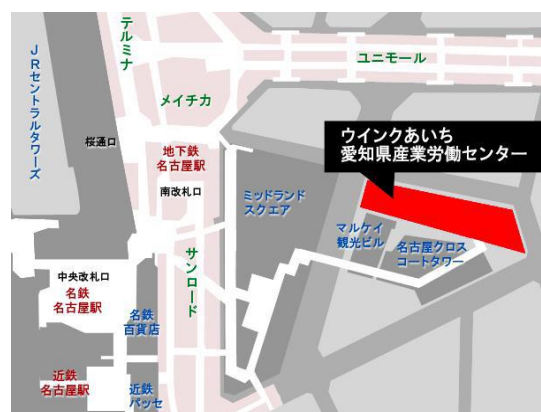 テルミナ
ユニモール
JRセントラルタワーズ
メイチカ
桜通口
地下鉄
名古屋駅
ウインクあいち
愛知県産業労働センター
南改札口
ミッドランド
スクエア
マルケイ
観光ビル
名古屋クロス
コートタワー
サンロード
中央改札口
名鉄
名古屋駅
名鉄
百貨店
近鉄
名古屋駅
近鉄
パッセ